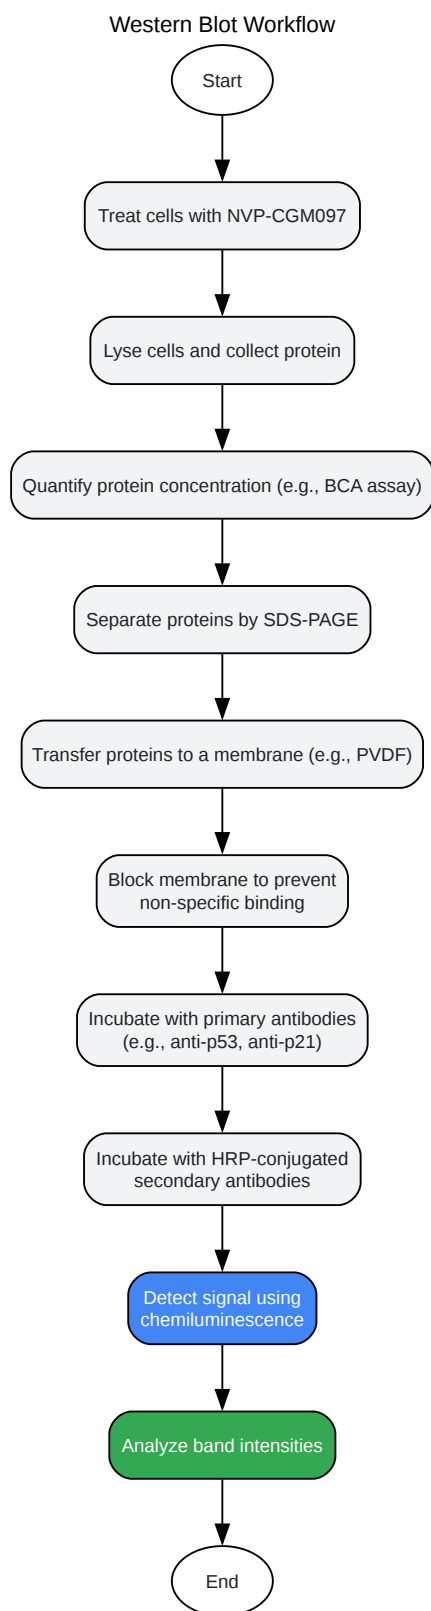 Western Blot Workflow
Start
Treat cells with NVP-CGM097
Lyse cells and collect protein
Quantify protein concentration (e.g., BCA assay)
Separate proteins by SDS-PAGE
Transfer proteins to a membrane (e.g., PVDF)
Block membrane to prevent
non-specific binding
Incubate with primary antibodies
(e.g., anti-p53, anti-p21)
Incubate with HRP-conjugated
secondary antibodies
Detect signal using
chemiluminescence
Analyze band intensities
End